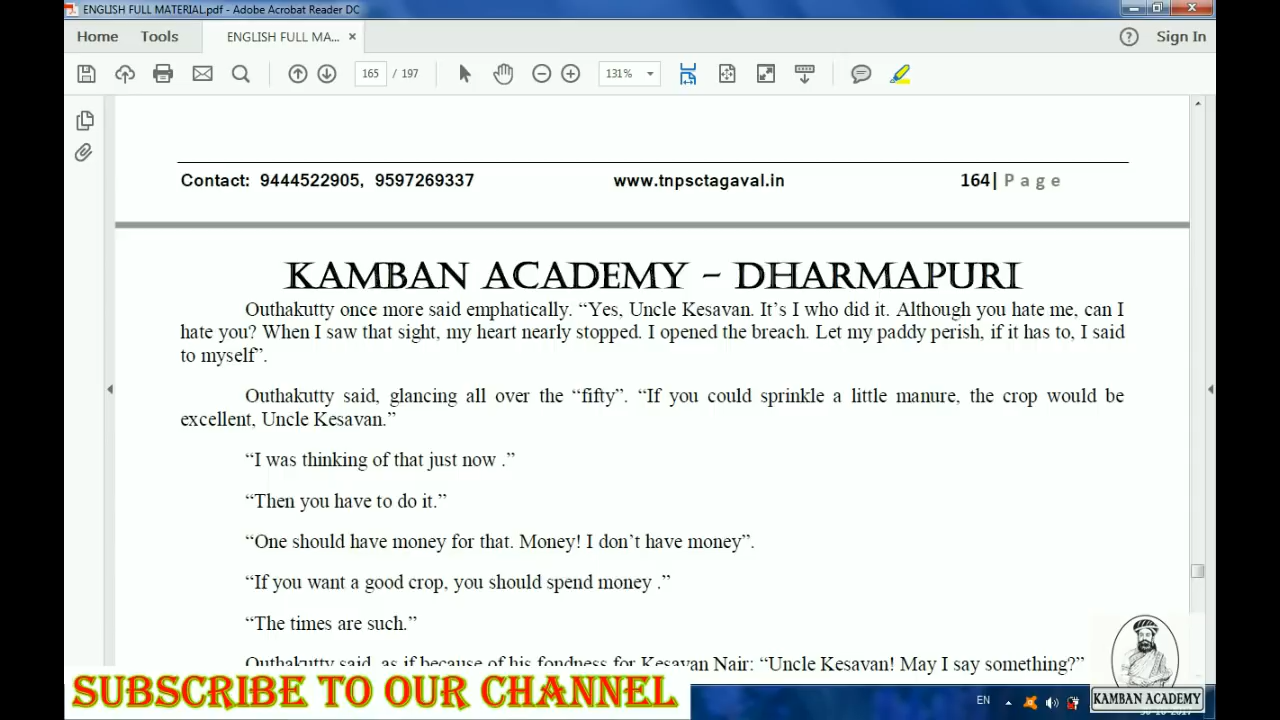 ENGLISH FULL MATERIAL.pdf - Adobe Acrobat Reader DC
Home Tools ENGLISH FULL MA... × Sign In
165 / 197 131%
Contact: 9444522905, 9597269337 www.tnpsctagaval.in 164| P a g e
KAMBAN ACADEMY – DHARMAPURI
Outhakutty once more said emphatically. “Yes, Uncle Kesavan. It’s I who did it. Although you hate me, can I
hate you? When I saw that sight, my heart nearly stopped. I opened the breach. Let my paddy perish, if it has to, I said
to myself”.
Outhakutty said, glancing all over the “fifty”. “If you could sprinkle a little manure, the crop would be
excellent, Uncle Kesavan.”
“I was thinking of that just now .”
“Then you have to do it.”
“One should have money for that. Money! I don’t have money”.
“If you want a good crop, you should spend money .”
“The times are such.”
Outhakutty said, as if because of his fondness for Kesavan Nair: “Uncle Kesavan! May I say something?”
SUBSCRIBE TO OUR CHANNEL
EN
KAMBAN ACADEMY